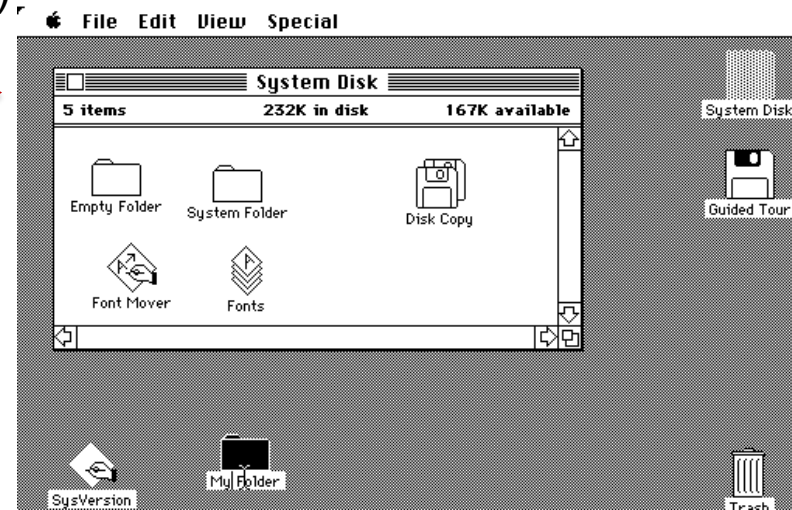 File Edit View Special
System Disk
5 items 232K in disk 167K available
System Disk
Empty Folder System Folder Disk Copy
Guided Tour
Font Mover Fonts
SysVersion My Folder Trash